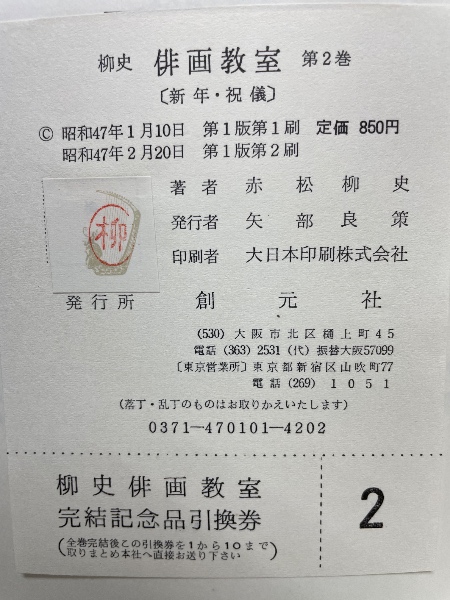 柳史 俳画教室 第2巻
〔新年・祝儀〕
© 昭和47年1月10日 第1版第1刷 定価 850円
昭和47年2月20日 第1版第2刷
著者 赤松柳史
発行者 矢部良策
印刷者 大日本印刷株式会社
柳
発行所 創元社
(530) 大阪市北区樋上町45
電話 (363) 2531 (代) 振替大阪57099
〔東京営業所〕東京都新宿区山吹町77
電話 (269) 1051
(落丁・乱丁のものはお取りかえいたします)
0371—470101—4202
柳史俳画教室
完結記念品引換券
(全巻完結後この引換券を1から10まで
取りまとめ本社へ直接お送り下さい)
2